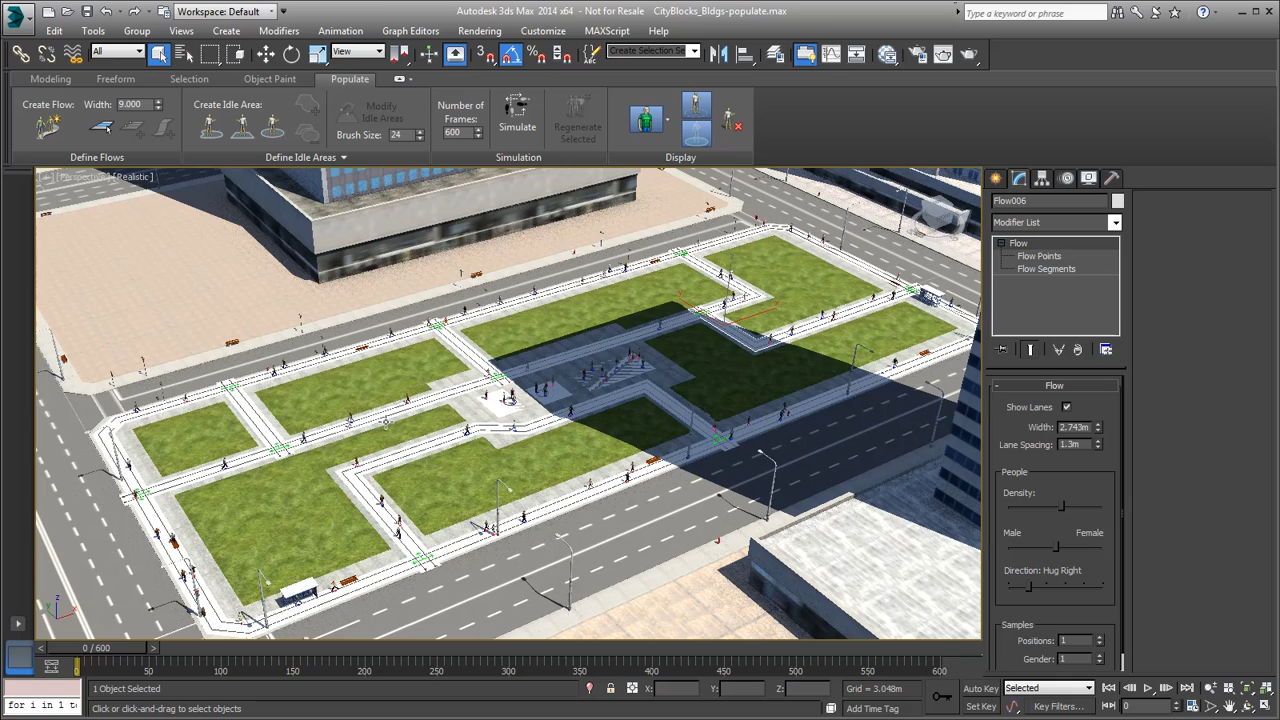 Workspace: Default
Autodesk 3ds Max 2014 x64 - Not for Resale CityBlocks_Bldgs-populate.max
Type a keyword or phrase
Edit Tools Group Views Create Modifiers Animation Graph Editors Rendering Customize MAXScript Help
All
View
3
Create Selection Se
ABC
Modeling Freeform Selection Object Paint Populate
Create Flow: Width: 9.000
Create Idle Area:
Modify Idle Areas
Brush Size: 24
Number of Frames:
600
Simulate
Regenerate Selected
Define Flows Define Idle Areas Simulation Display
[ + ] [ Perspective ] [ Realistic ]
Flow006
Modifier List
Flow
Flow Points
Flow Segments
Flow
Show Lanes
Width: 2.743m
Lane Spacing: 1.3m
People
Density:
Male Female
Direction: Hug Right
Samples
Positions: 1
Gender: 1
z
x
0 / 600
0 50 100 150 200 250 300 350 400 450 500 550 600
1 Object Selected X: Y: Z: Grid = 3.048m Auto Key Selected
for i in 1 to Click or click-and-drag to select objects Add Time Tag Set Key Key Filters... 0